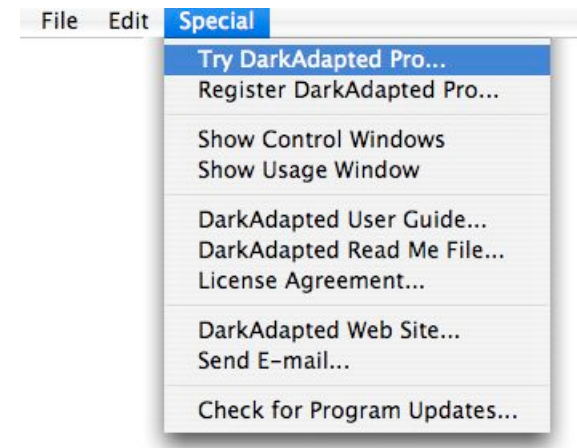 File Edit Special
Try DarkAdapted Pro...
Register DarkAdapted Pro...
Show Control Windows
Show Usage Window
DarkAdapted User Guide...
DarkAdapted Read Me File...
License Agreement...
DarkAdapted Web Site...
Send E-mail...
Check for Program Updates...